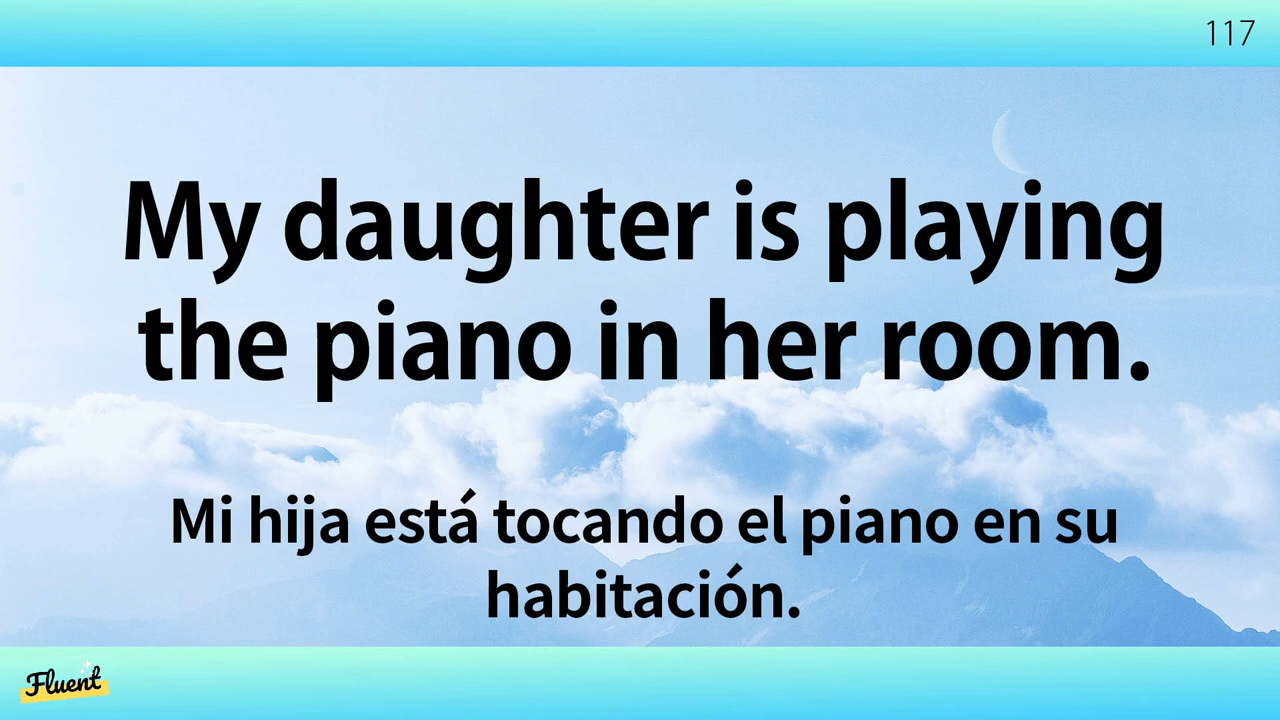 117
My daughter is playing
the piano in her room.
Mi hija está tocando el piano en su
habitación.
Fluent